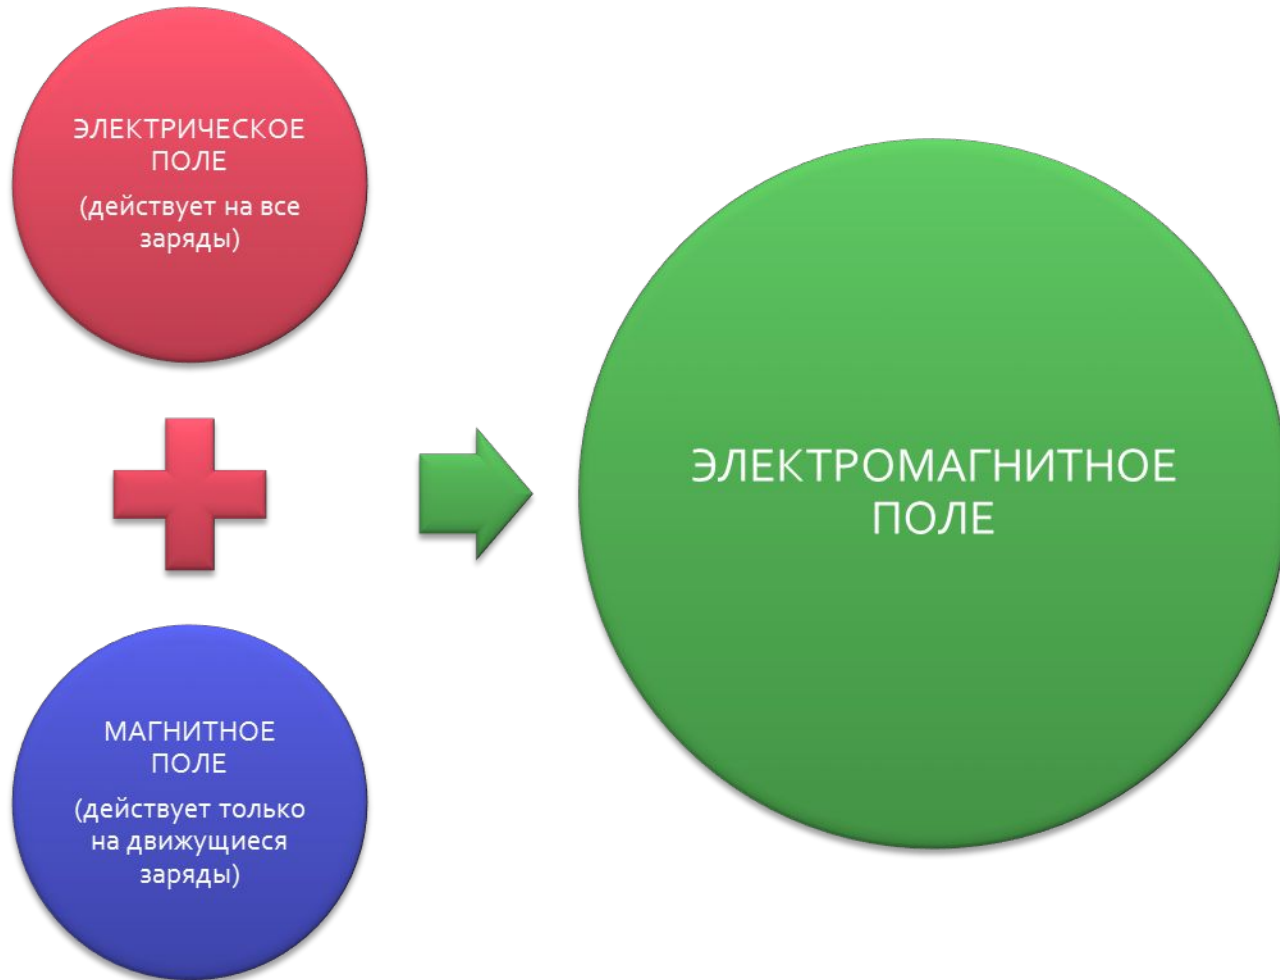 ЭЛЕКТРИЧЕСКОЕ
ПОЛЕ
(действует на все
заряды)
МАГНИТНОЕ
ПОЛЕ
(действует только
на движущиеся
заряды)
ЭЛЕКТРОМАГНИТНОЕ
ПОЛЕ